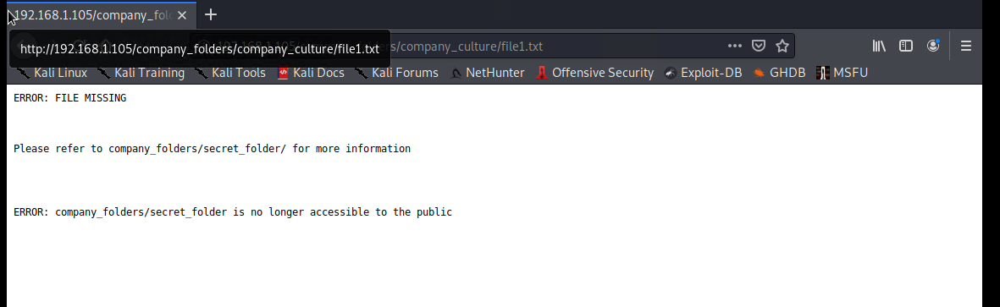 192.168.1.105/company_fol
http://192.168.1.105/company_folders/company_culture/file1.txt
/company_culture/file1.txt
Kali Linux Kali Training Kali Tools Kali Docs Kali Forums NetHunter Offensive Security Exploit-DB GHDB MSFU
ERROR: FILE MISSING
Please refer to company_folders/secret_folder/ for more information
ERROR: company_folders/secret_folder is no longer accessible to the public